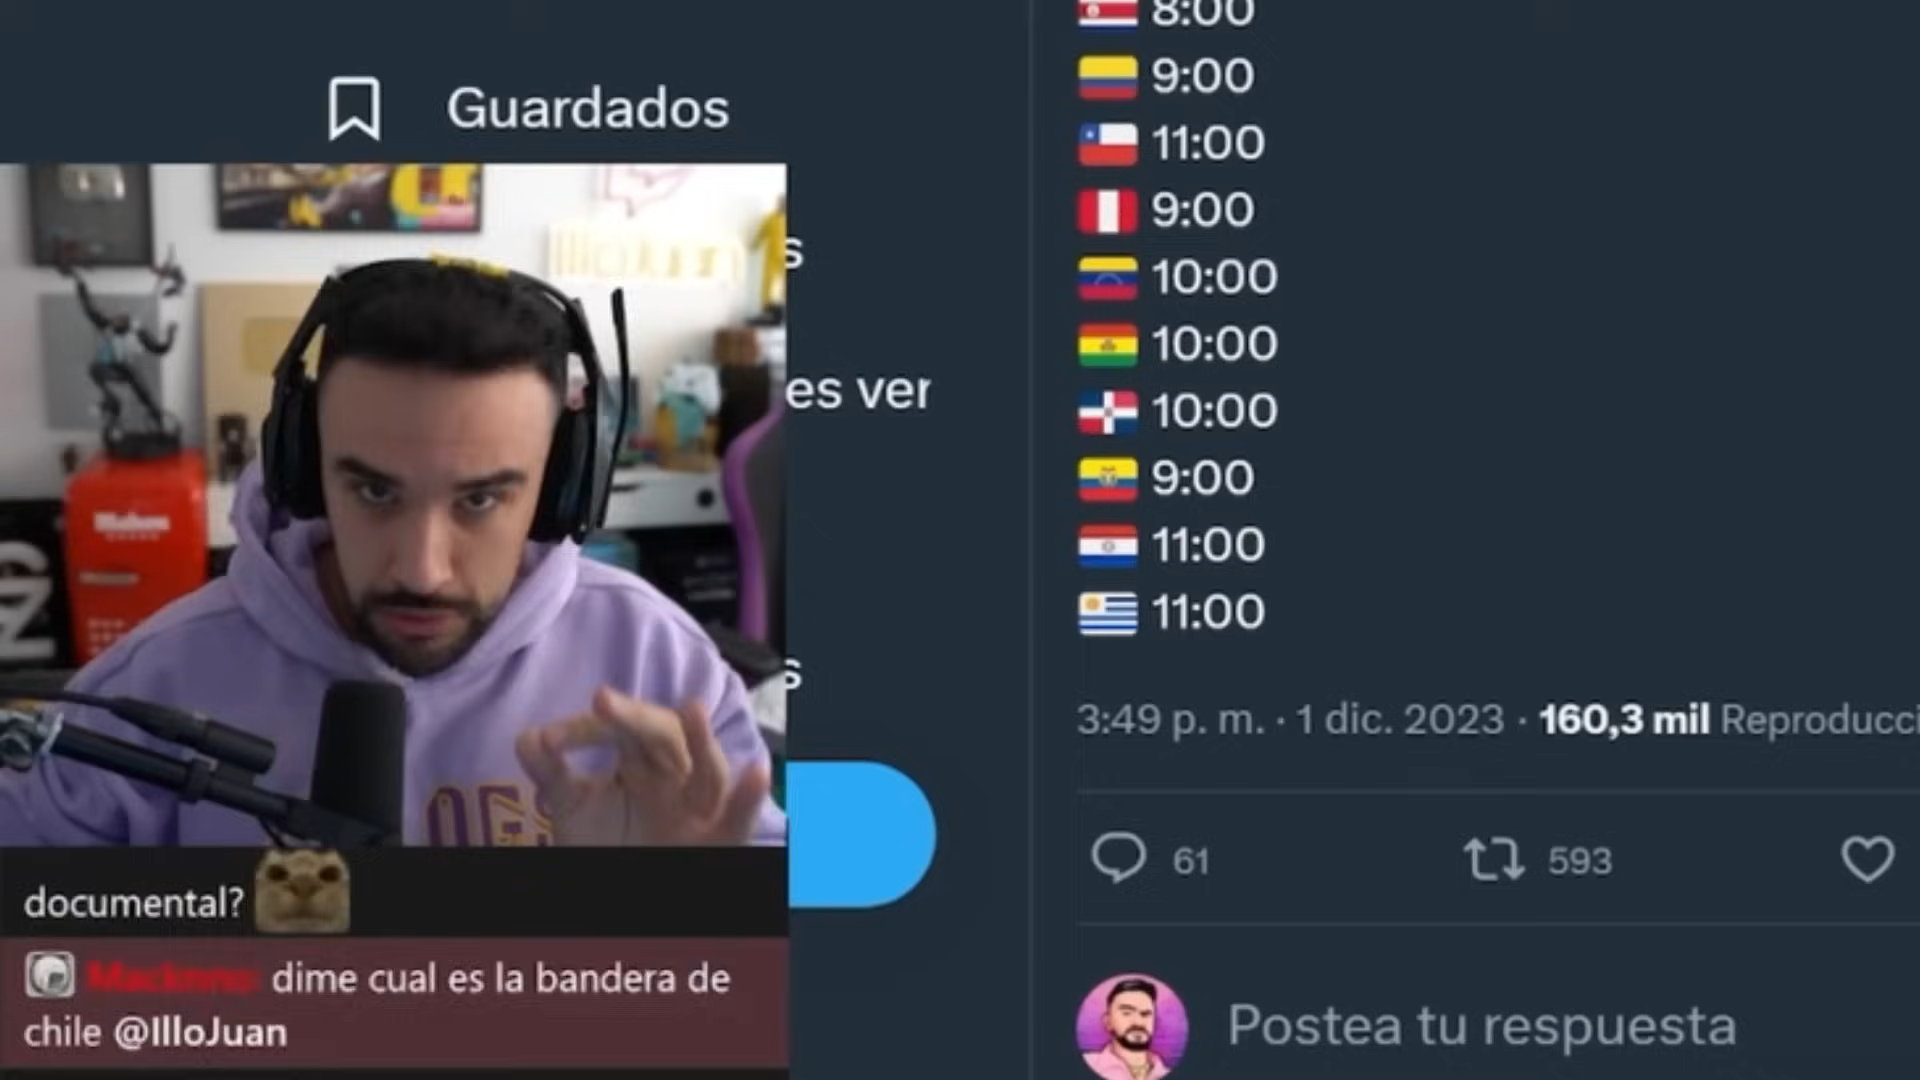 Guardados
s
es ver
s
IlloJuan
documental?
dime cual es la bandera de
chile @IlloJuan
8:00
9:00
11:00
9:00
10:00
10:00
10:00
9:00
11:00
11:00
3:49 p. m. · 1 dic. 2023 · 160,3 mil Reproducci
61 593
Postea tu respuesta